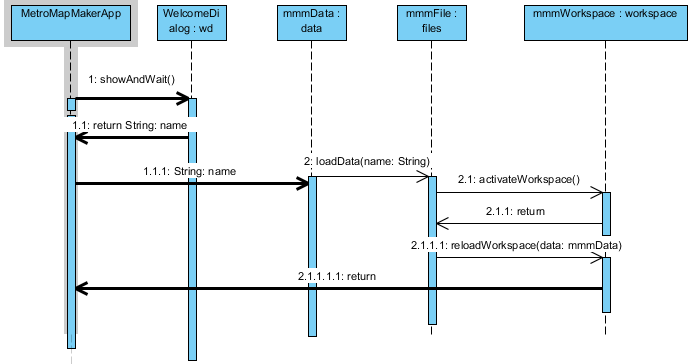 MetroMapMakerApp
WelcomeDi
alog : wd
mmmData :
data
mmmFile :
files
mmmWorkspace : workspace
1: showAndWait()
1.1: return String: name
2: loadData(name: String)
1.1.1: String: name
2.1: activateWorkspace()
2.1.1: return
2.1.1.1: reloadWorkspace(data: mmmData)
2.1.1.1.1: return